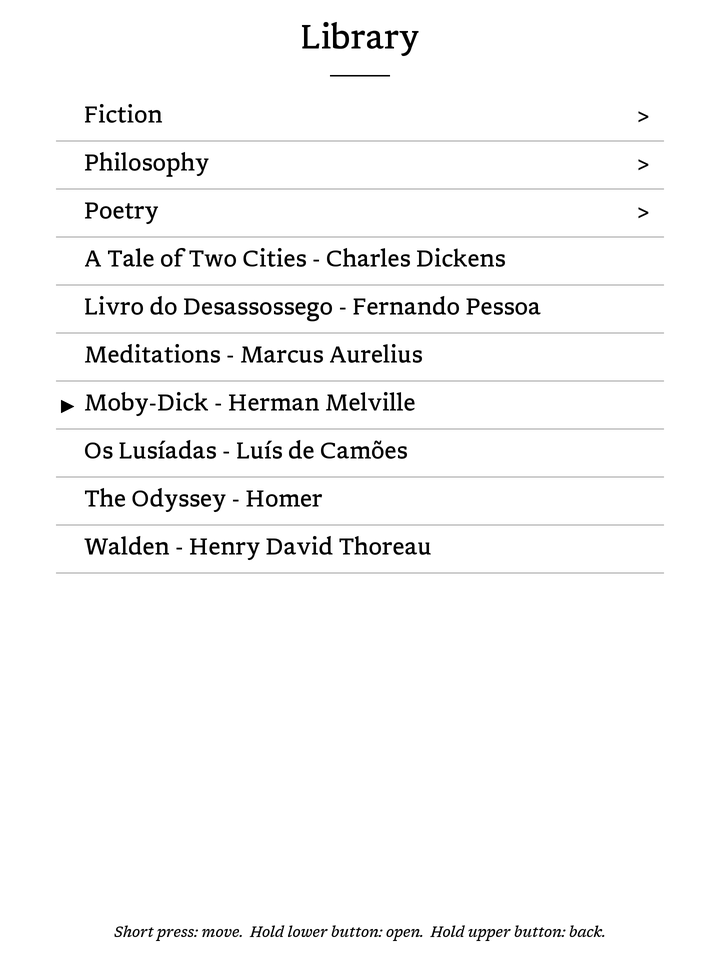 Library
Fiction >
Philosophy >
Poetry >
A Tale of Two Cities - Charles Dickens
Livro do Desassossego - Fernando Pessoa
Meditations - Marcus Aurelius
▶ Moby-Dick - Herman Melville
Os Lusíadas - Luís de Camões
The Odyssey - Homer
Walden - Henry David Thoreau
Short press: move. Hold lower button: open. Hold upper button: back.